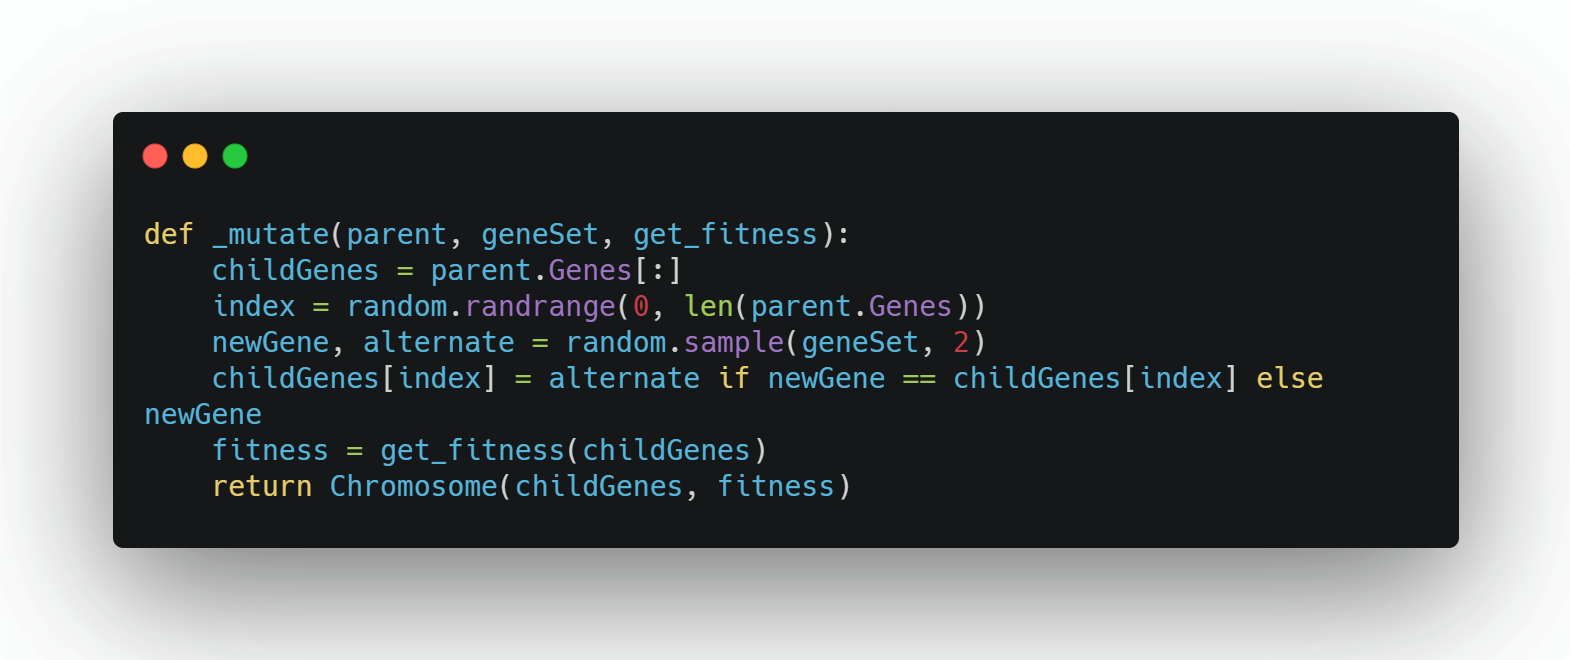 def _mutate(parent, geneSet, get_fitness):
    childGenes = parent.Genes[:]
    index = random.randrange(0, len(parent.Genes))
    newGene, alternate = random.sample(geneSet, 2)
    childGenes[index] = alternate if newGene == childGenes[index] else
newGene
    fitness = get_fitness(childGenes)
    return Chromosome(childGenes, fitness)